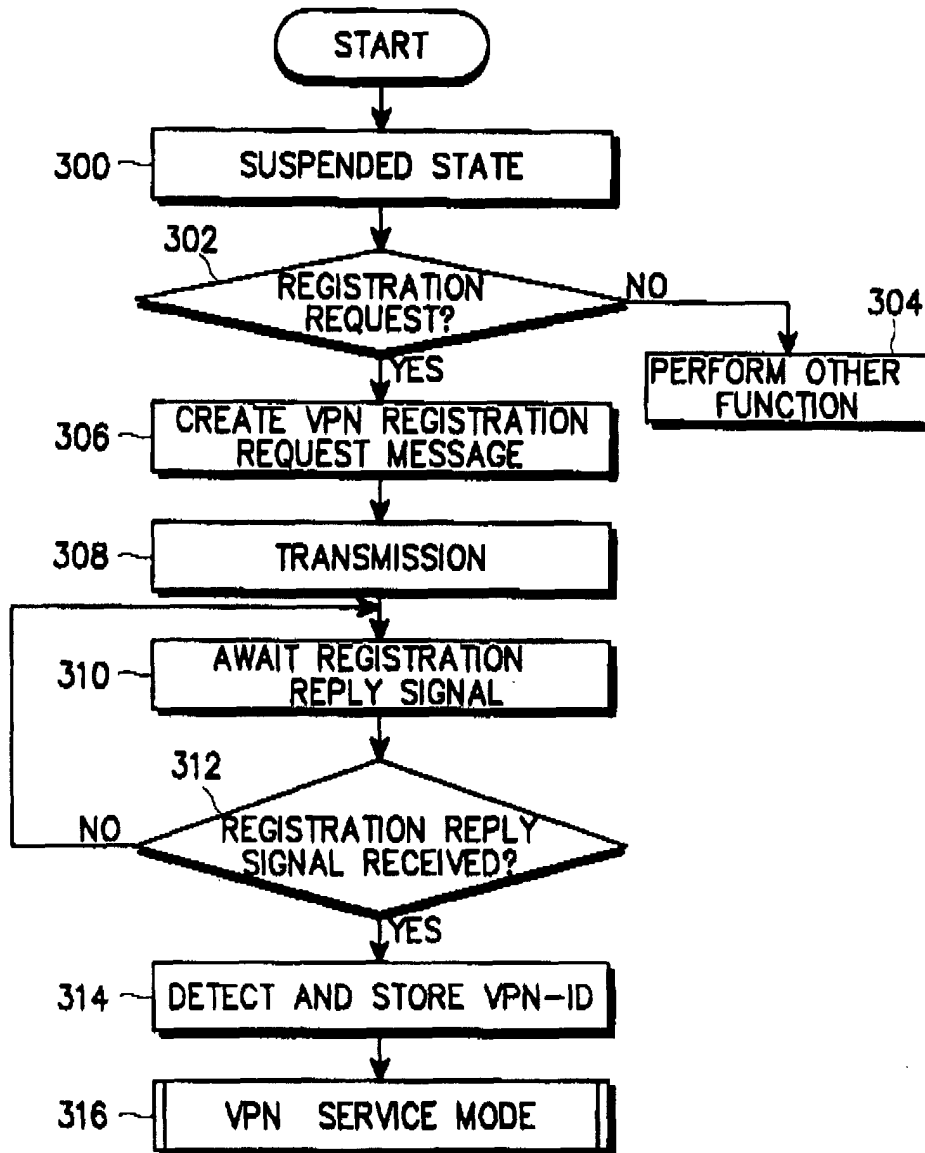 START
300
SUSPENDED STATE
302
REGISTRATION
REQUEST?
NO
304
YES
PERFORM OTHER
FUNCTION
306
CREATE VPN REGISTRATION
REQUEST MESSAGE
308
TRANSMISSION
310
AWAIT REGISTRATION
REPLY SIGNAL
312
NO
REGISTRATION REPLY
SIGNAL RECEIVED?
YES
314
DETECT AND STORE VPN-ID
316
VPN SERVICE MODE